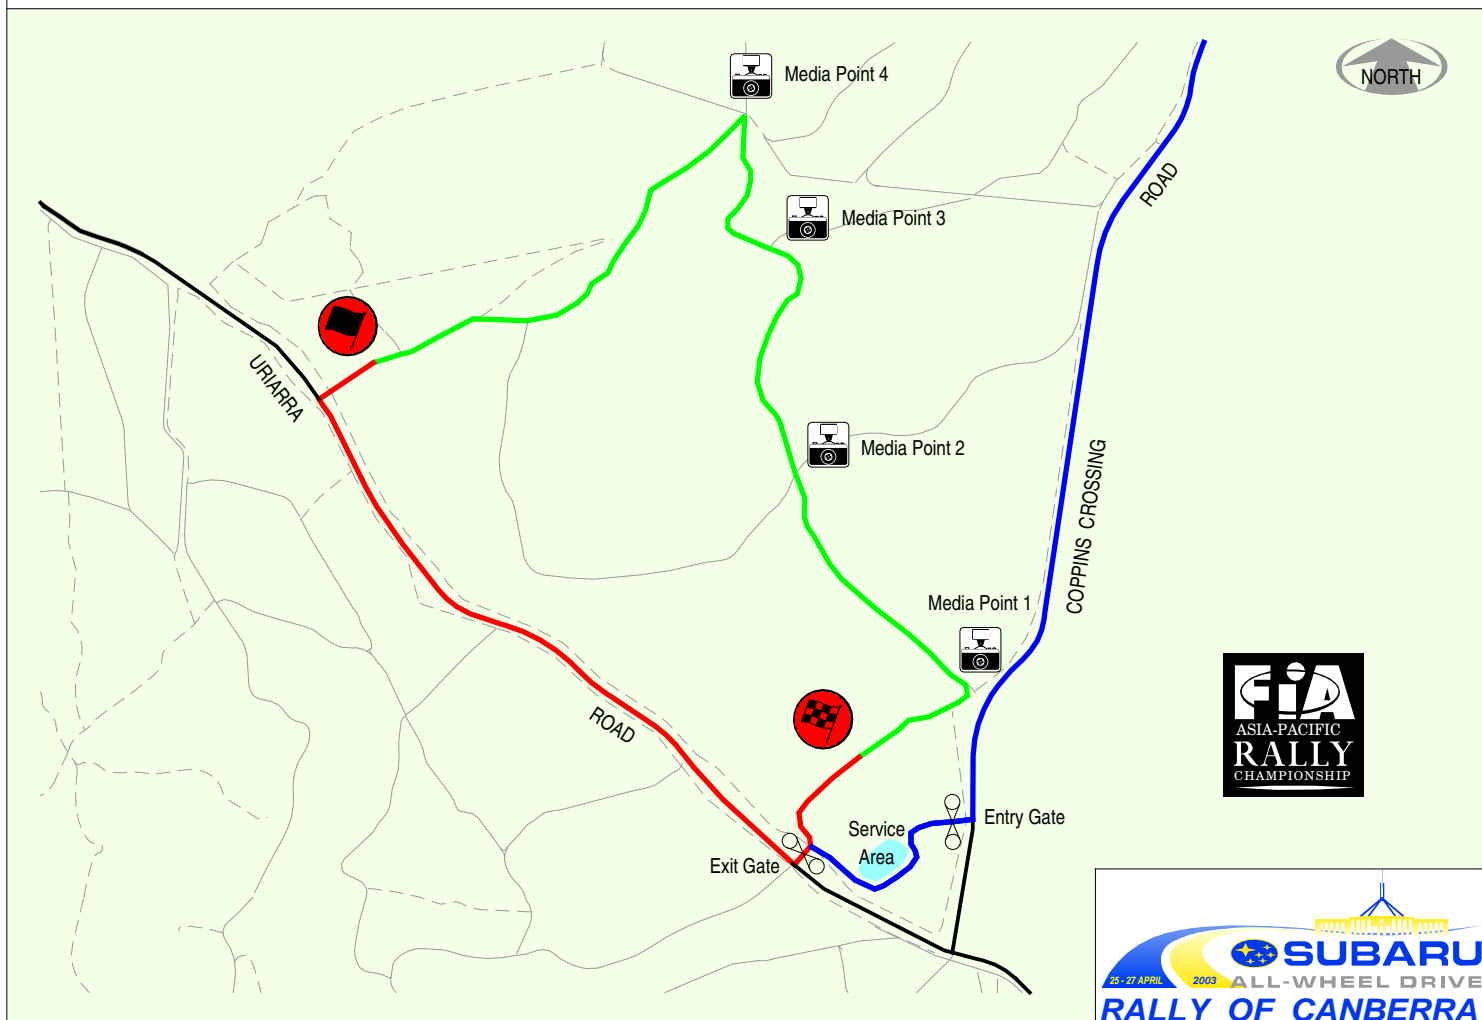 Media Point 4
NORTH
ROAD
Media Point 3
URIARRA
Media Point 2
COPPINS CROSSING
Media Point 1
ROAD
FiA
ASIA-PACIFIC
RALLY
CHAMPIONSHIP
Entry Gate
Service
Area
Exit Gate
SUBARU
25 - 27 APRIL 2003 ALL-WHEEL DRIVE
RALLY OF CANBERRA